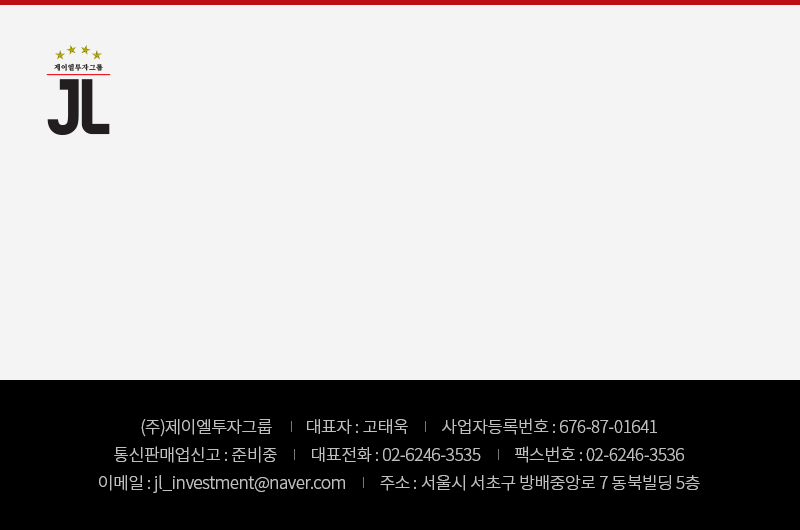 제이엘투자그룹
JL
(주)제이엘투자그룹 | 대표자 : 고태욱 | 사업자등록번호 : 676-87-01641
통신판매업신고 : 준비중 | 대표전화 : 02-6246-3535 | 팩스번호 : 02-6246-3536
이메일 : jl_investment@naver.com | 주소 : 서울시 서초구 방배중앙로 7 동북빌딩 5층